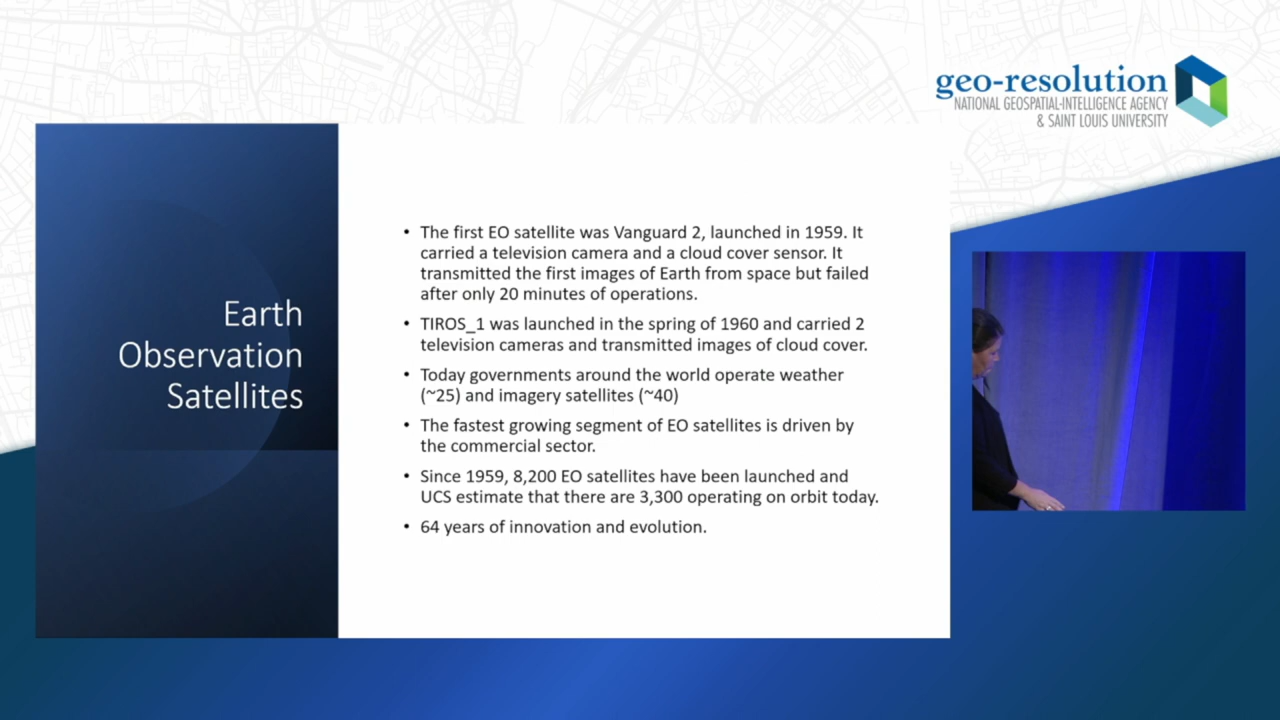 geo-resolution
NATIONAL GEOSPATIAL-INTELLIGENCE AGENCY
& SAINT LOUIS UNIVERSITY
Earth
Observation
Satellites
• The first EO satellite was Vanguard 2, launched in 1959. It
carried a television camera and a cloud cover sensor. It
transmitted the first images of Earth from space but failed
after only 20 minutes of operations.
• TIROS_1 was launched in the spring of 1960 and carried 2
television cameras and transmitted images of cloud cover.
• Today governments around the world operate weather
(~25) and imagery satellites (~40)
• The fastest growing segment of EO satellites is driven by
the commercial sector.
• Since 1959, 8,200 EO satellites have been launched and
UCS estimate that there are 3,300 operating on orbit today.
• 64 years of innovation and evolution.